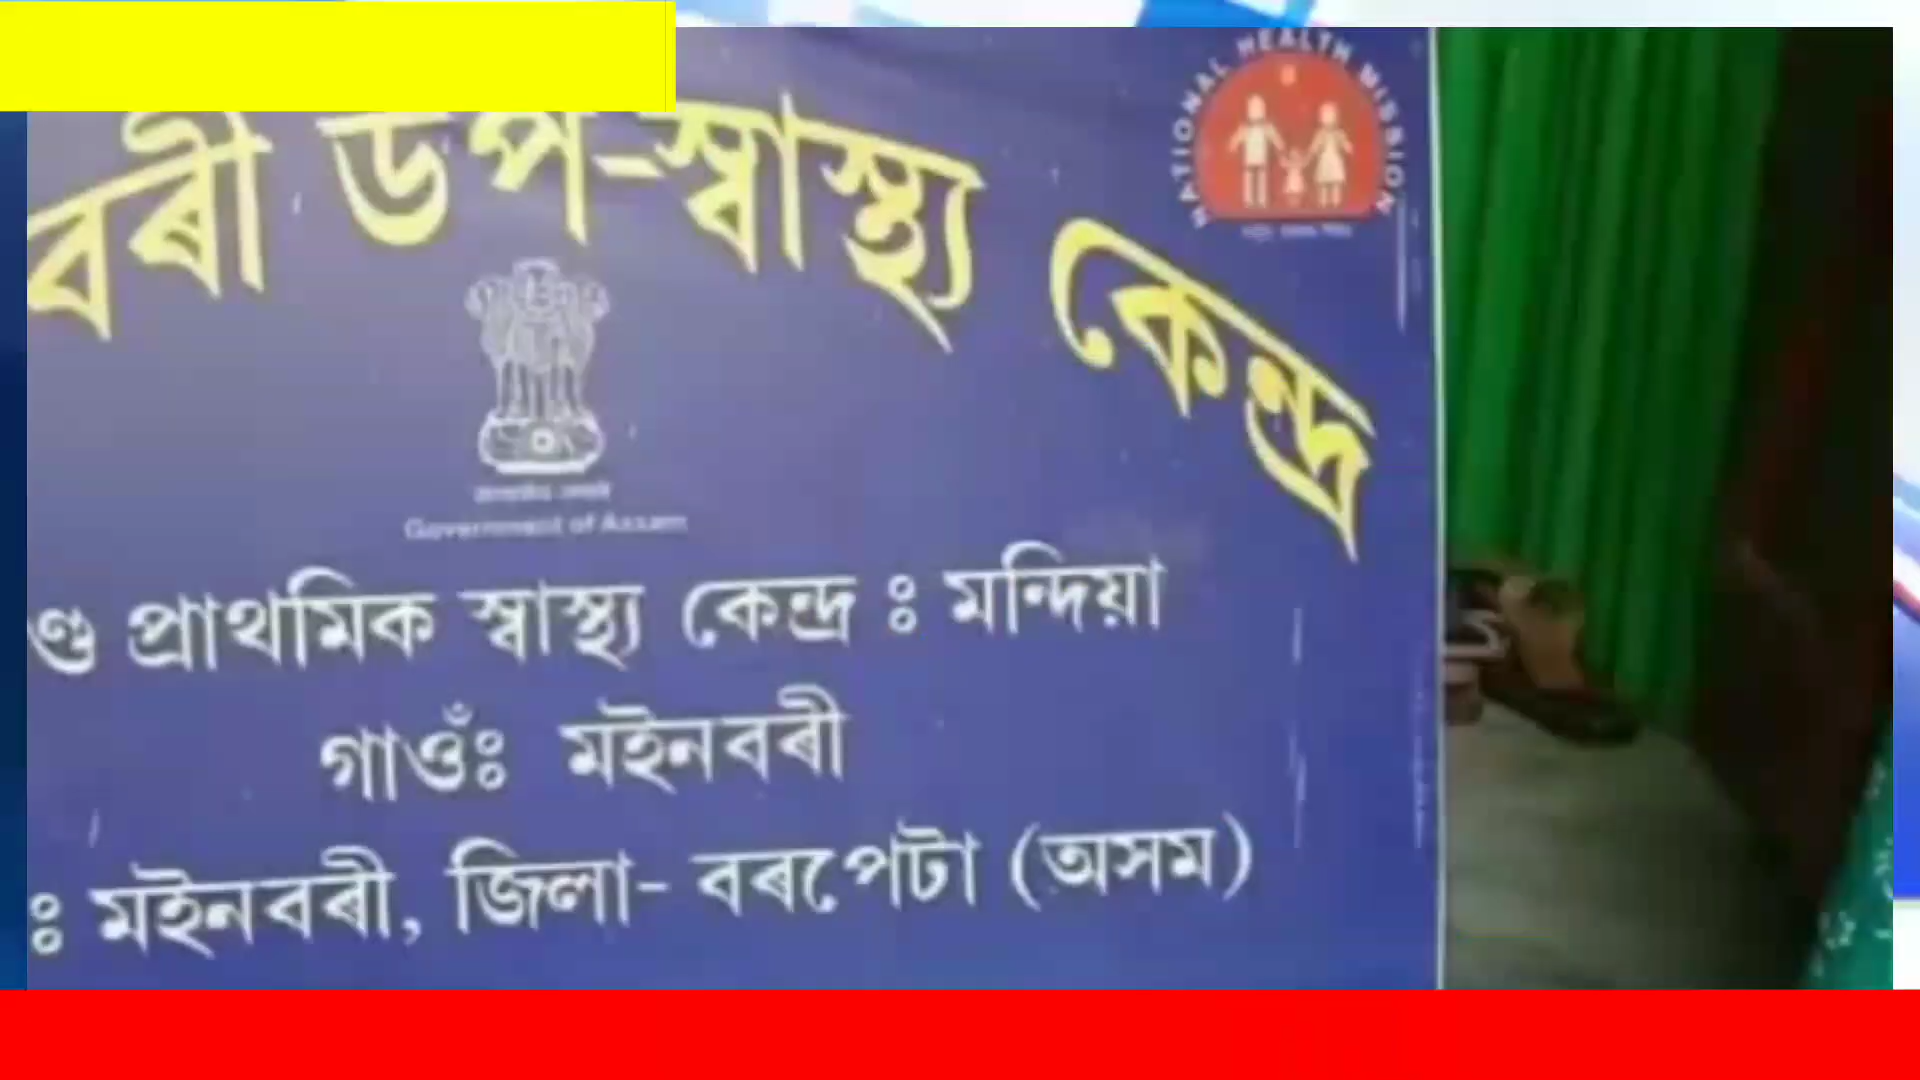 NATIONAL HEALTH MISSION
বৰী উপ-স্বাস্থ্য কেন্দ্ৰ
Government of Assam
ণ্ড প্ৰাথমিক স্বাস্থ্য কেন্দ্ৰ : মন্দিয়া
গাওঁঃ মইনবৰী
: মইনবৰী, জিলা- বৰপেটা (অসম)